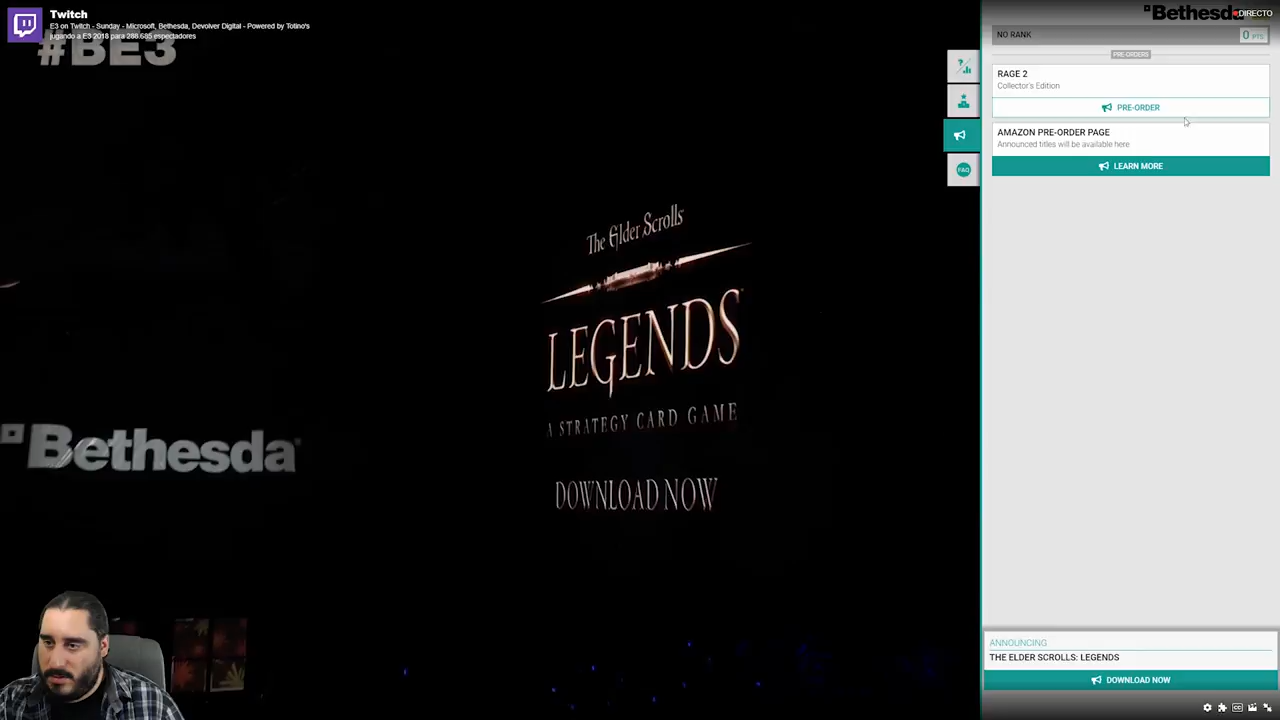 Twitch
E3 on Twitch - Sunday - Microsoft, Bethesda, Devolver Digital - Powered by Totino's
jugando a E3 2018 para 288.685 espectadores
#BE3
Bethesda
DIRECTO
NO RANK
0 PTS
PRE-ORDERS
RAGE 2
Collector's Edition
PRE-ORDER
AMAZON PRE-ORDER PAGE
Announced titles will be available here
LEARN MORE
FAQ
The Elder Scrolls
LEGENDS
A STRATEGY CARD GAME
DOWNLOAD NOW
Bethesda
ANNOUNCING
THE ELDER SCROLLS: LEGENDS
DOWNLOAD NOW